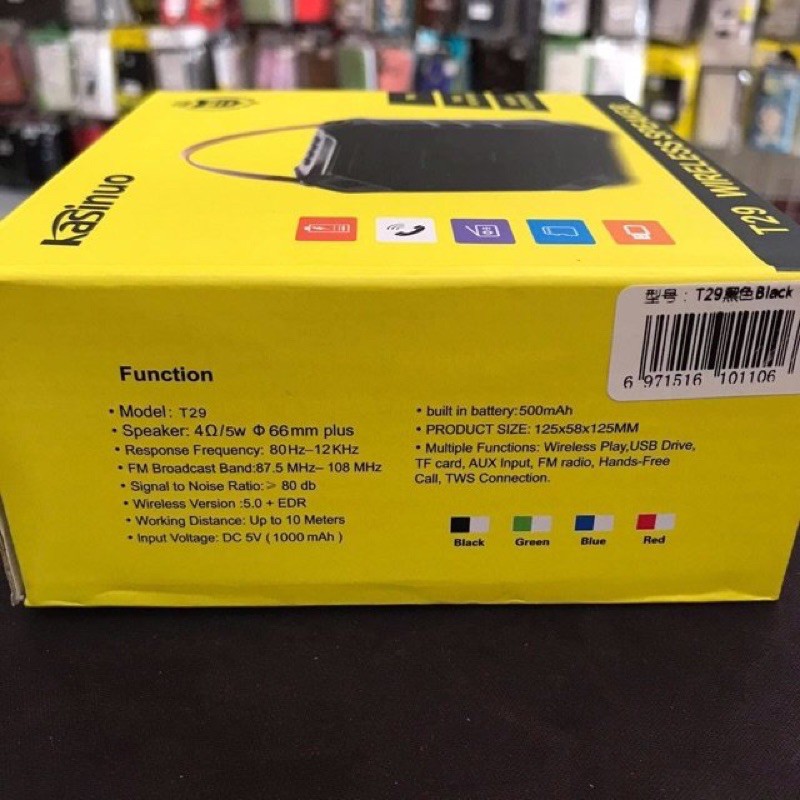 kasinuo
T29 WIRELESS SPEAKER
型号: T29黑色Black
6 971516 101106
Function
• Model: T29
• Speaker: 4Ω/5w Φ 66mm plus
• Response Frequency: 80Hz–12KHz
• FM Broadcast Band:87.5 MHz– 108 MHz
• Signal to Noise Ratio:≥ 80 db
• Wireless Version :5.0 + EDR
• Working Distance: Up to 10 Meters
• Input Voltage: DC 5V ( 1000 mAh )
• built in battery:500mAh
• PRODUCT SIZE: 125x58x125MM
• Multiple Functions: Wireless Play,USB Drive,
TF card, AUX Input, FM radio, Hands-Free
Call, TWS Connection.
Black Green Blue Red